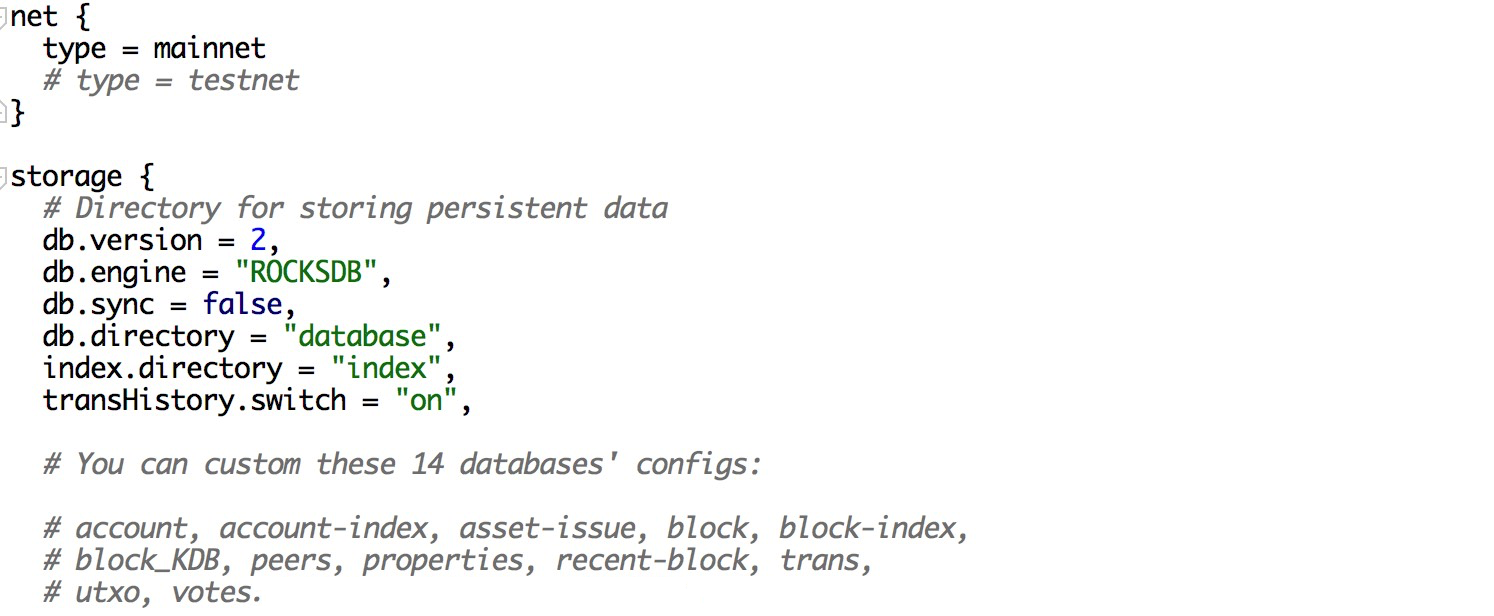 net {
  type = mainnet
  # type = testnet
}
storage {
  # Directory for storing persistent data
  db.version = 2,
  db.engine = "ROCKSDB",
  db.sync = false,
  db.directory = "database",
  index.directory = "index",
  transHistory.switch = "on",
  # You can custom these 14 databases' configs:
  # account, account-index, asset-issue, block, block-index,
  # block_KDB, peers, properties, recent-block, trans,
  # utxo, votes.